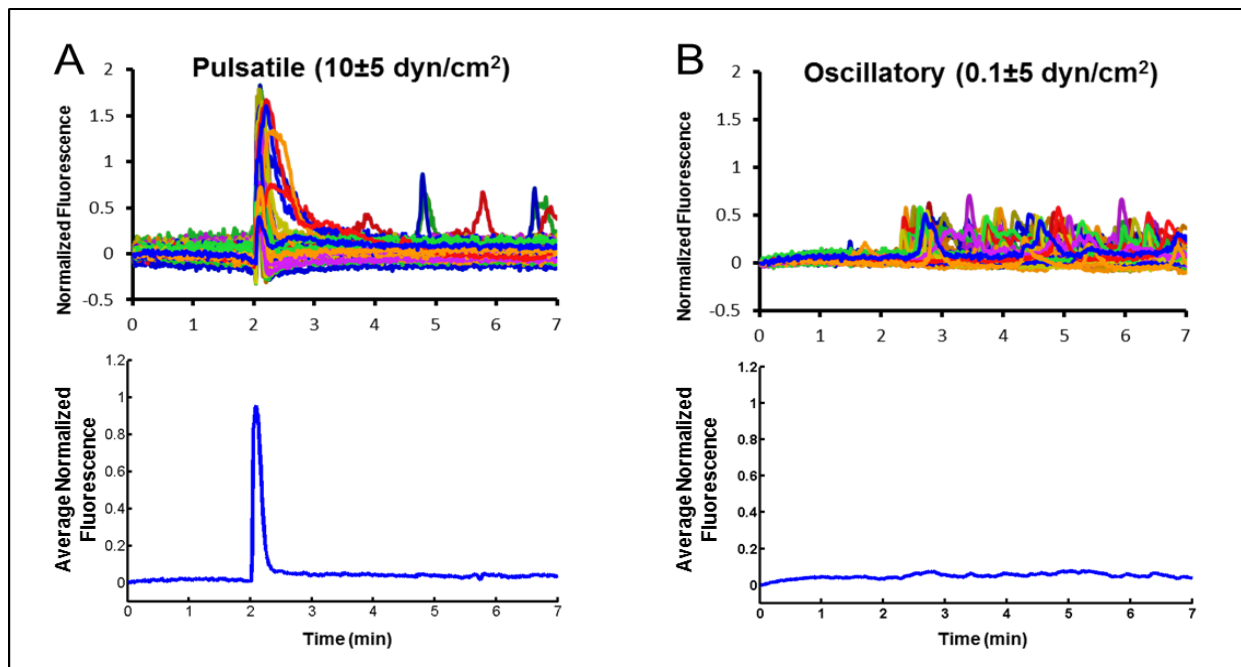 A
Pulsatile (10±5 dyn/cm²)
Normalized Fluorescence
2
1.5
1
0.5
0
-0.5
0 1 2 3 4 5 6 7
Average Normalized
Fluorescence
1.2
1
0.8
0.6
0.4
0.2
0
0 1 2 3 4 5 6 7
Time (min)
B
Oscillatory (0.1±5 dyn/cm²)
Normalized Fluorescence
2
1.5
1
0.5
0
-0.5
0 1 2 3 4 5 6 7
Average Normalized
Fluorescence
1.2
1
0.8
0.6
0.4
0.2
0
0 1 2 3 4 5 6 7
Time (min)